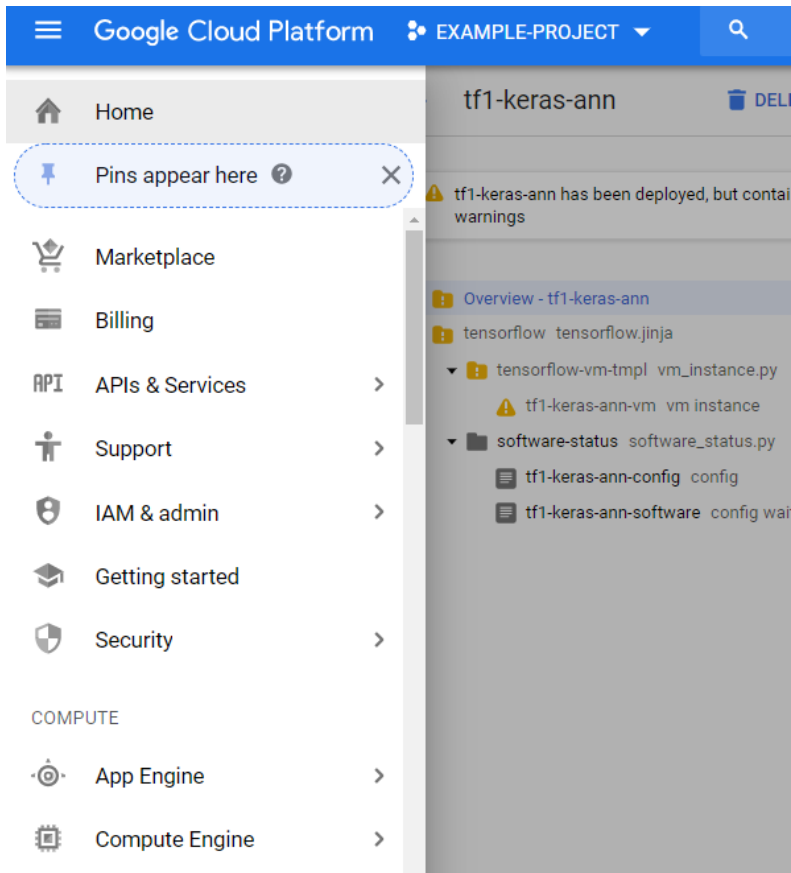 Google Cloud Platform EXAMPLE-PROJECT
Home
Pins appear here
Marketplace
Billing
API APIs & Services
Support
IAM & admin
Getting started
Security
COMPUTE
App Engine
Compute Engine
tf1-keras-ann
tf1-keras-ann has been deployed, but
warnings
Overview - tf1-keras-ann
tensorflow tensorflow.jinja
tensorflow-vm-tmpl vm_instance.py
tf1-keras-ann-vm vm instance
software-status software_status.py
tf1-keras-ann-config config
tf1-keras-ann-software config